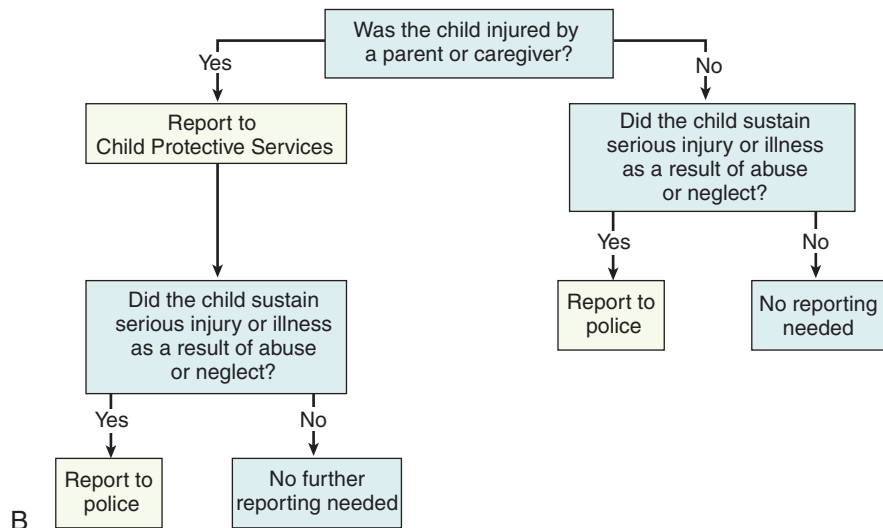 Was the child injured by
a parent or caregiver?
Yes
No
Report to
Child Protective Services
Did the child sustain
serious injury or illness
as a result of abuse
or neglect?
Yes
No
Report to
police
No reporting
needed
Did the child sustain
serious injury or illness
as a result of abuse
or neglect?
Yes
No
Report to
police
No further
reporting needed
B